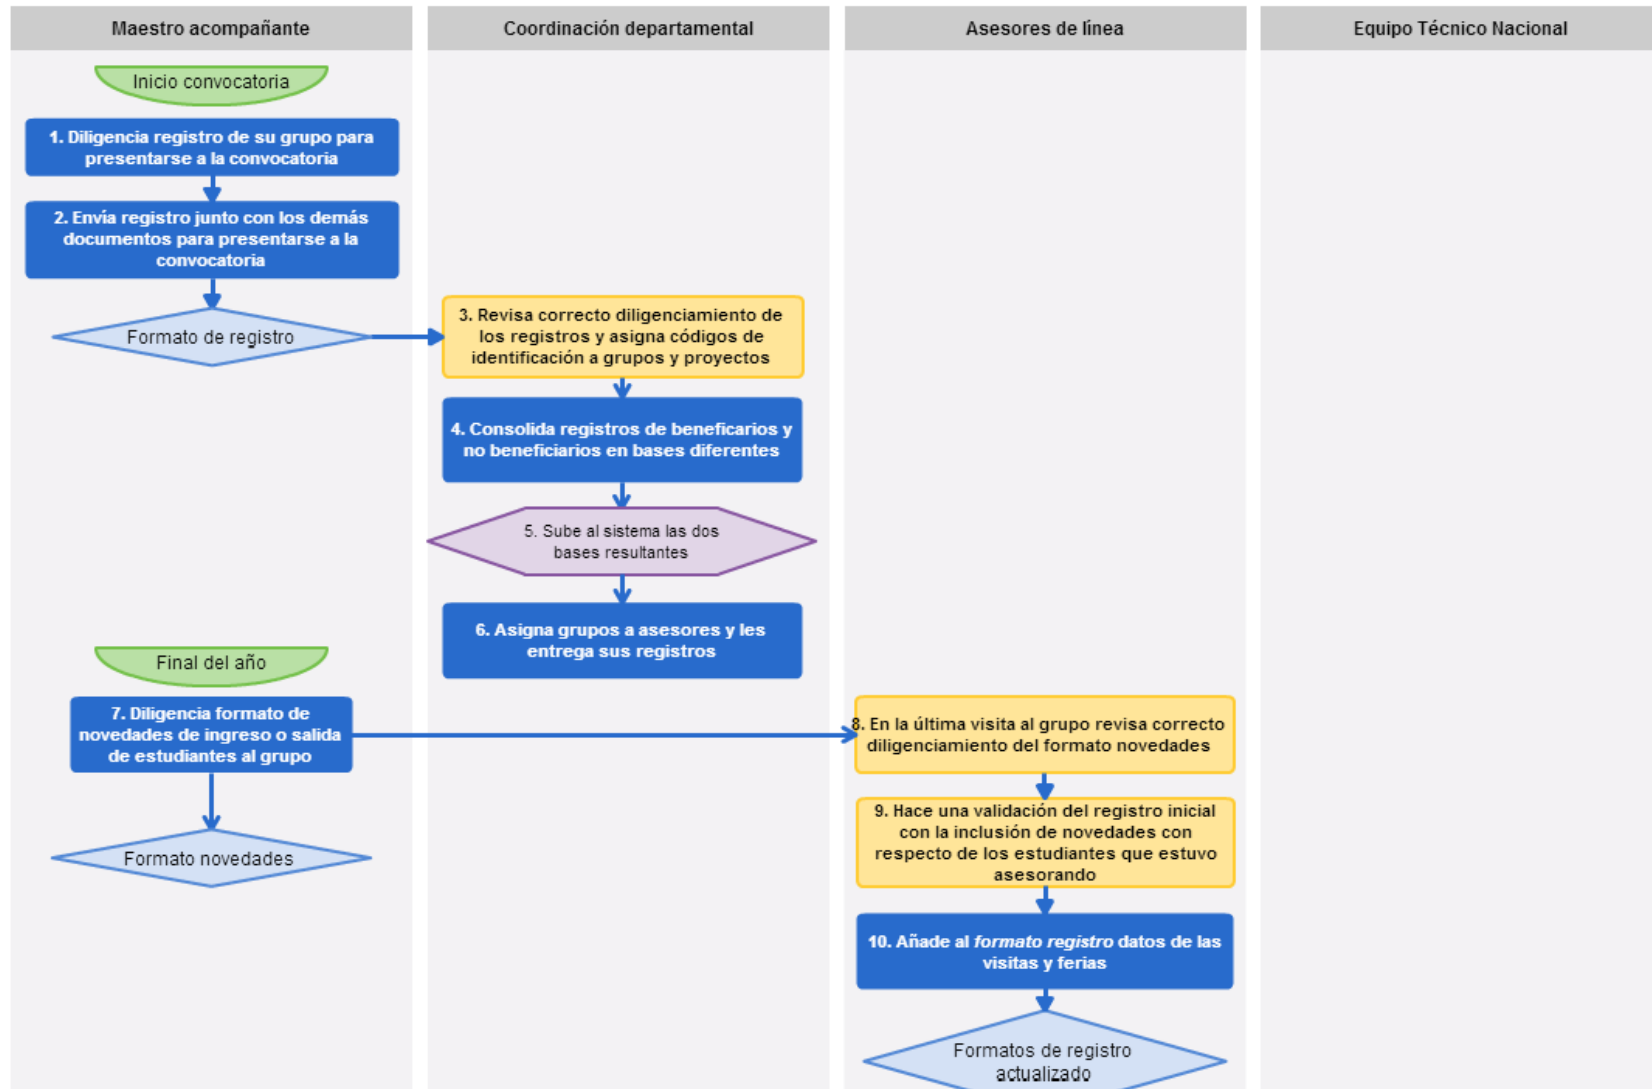 Maestro acompañante
Coordinación departamental
Asesores de línea
Equipo Técnico Nacional
Inicio convocatoria
1. Diligencia registro de su grupo para
presentarse a la convocatoria
2. Envía registro junto con los demás
documentos para presentarse a la
convocatoria
Formato de registro
3. Revisa correcto diligenciamiento de
los registros y asigna códigos de
identificación a grupos y proyectos
4. Consolida registros de beneficarios y
no beneficiarios en bases diferentes
5. Sube al sistema las dos
bases resultantes
6. Asigna grupos a asesores y les
entrega sus registros
Final del año
7. Diligencia formato de
novedades de ingreso o salida
de estudiantes al grupo
8. En la última visita al grupo revisa correcto
diligenciamiento del formato novedades
Formato novedades
9. Hace una validación del registro inicial
con la inclusión de novedades con
respecto de los estudiantes que estuvo
asesorando
10. Añade al formato registro datos de las
visitas y ferias
Formatos de registro
actualizado